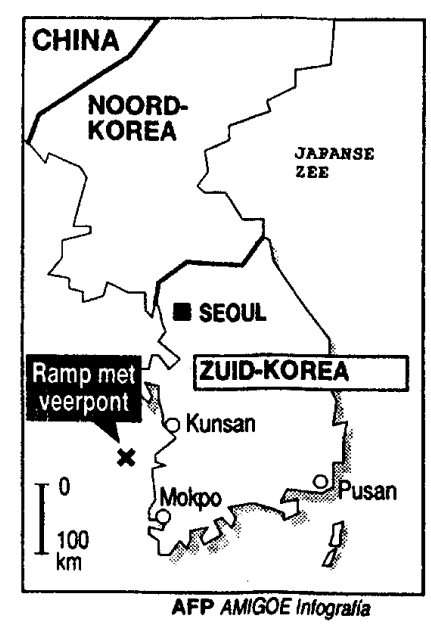 CHINA
NOORD-
KOREA
JAPANSE
ZEE
SEOUL
ZUID-KOREA
Ramp met
veerpont
Kunsan
Mokpo
Pusan
0
100
km
AFP AMIGOE Infografía